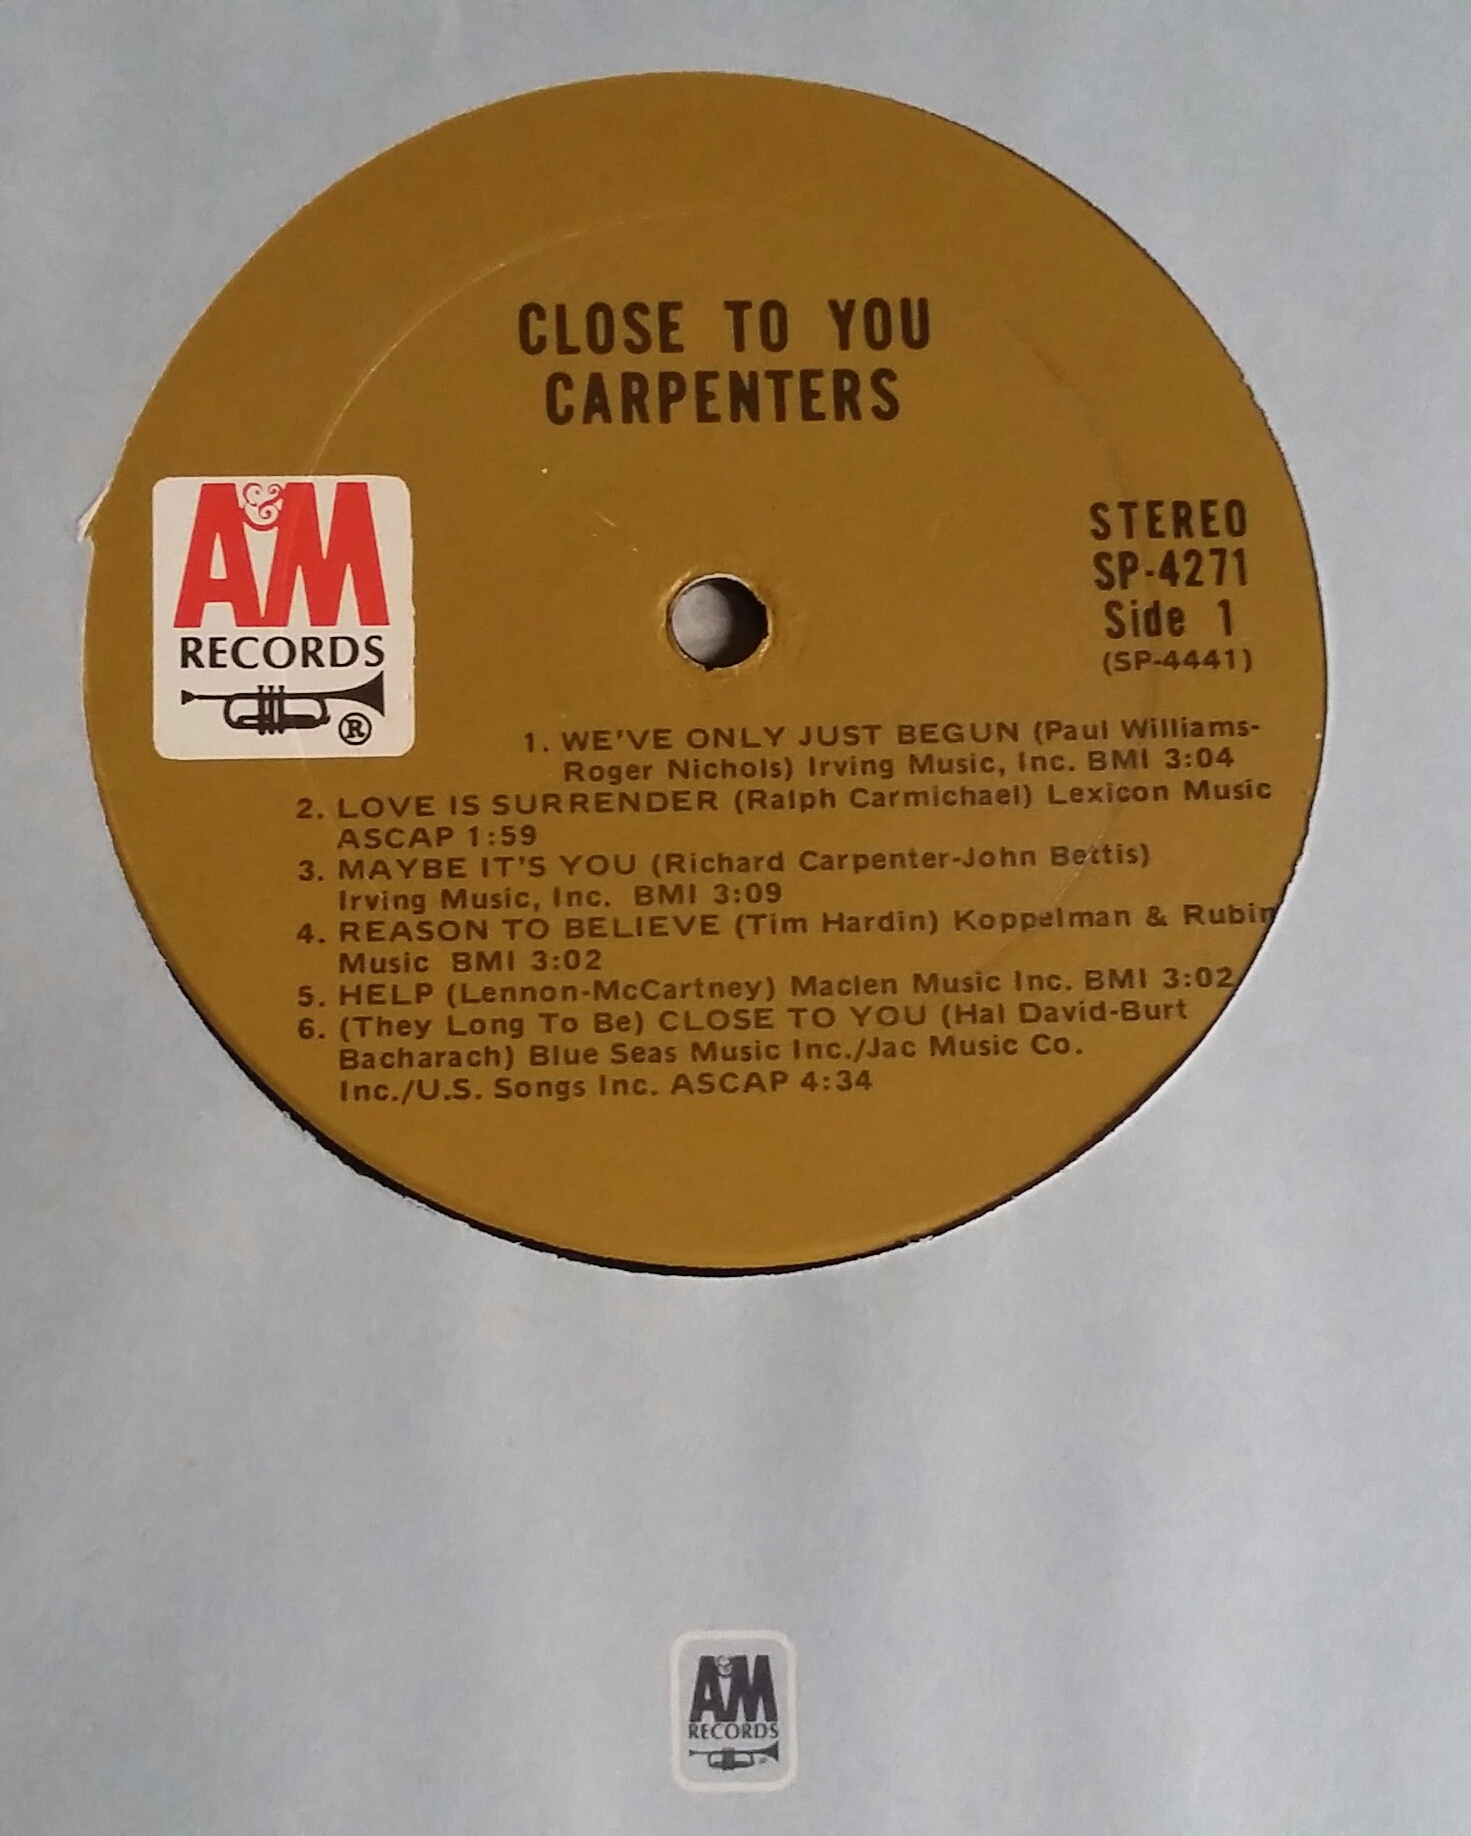 CLOSE TO YOU
CARPENTERS
A&M
RECORDS
®
STEREO
SP-4271
Side 1
(SP-4441)
1. WE'VE ONLY JUST BEGUN (Paul Williams-
Roger Nichols) Irving Music, Inc. BMI 3:04
2. LOVE IS SURRENDER (Ralph Carmichael) Lexicon Music
ASCAP 1:59
3. MAYBE IT'S YOU (Richard Carpenter-John Bettis)
Irving Music, Inc. BMI 3:09
4. REASON TO BELIEVE (Tim Hardin) Koppelman & Rubin
Music BMI 3:02
5. HELP (Lennon-McCartney) Maclen Music Inc. BMI 3:02
6. (They Long To Be) CLOSE TO YOU (Hal David-Burt
Bacharach) Blue Seas Music Inc./Jac Music Co.
Inc./U.S. Songs Inc. ASCAP 4:34
A&M
RECORDS